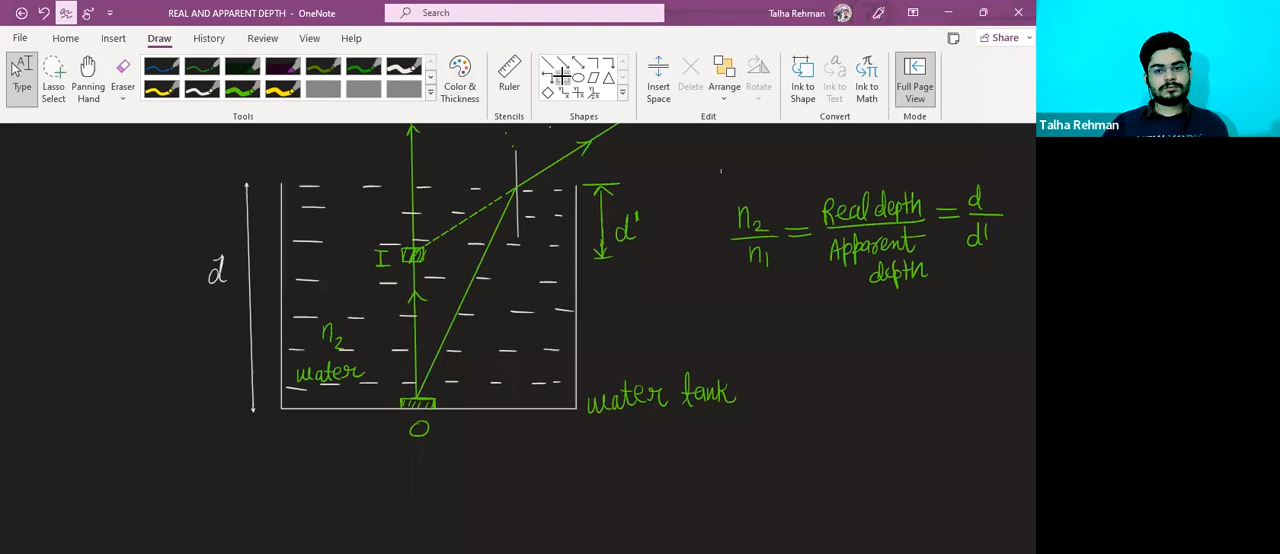 REAL AND APPARENT DEPTH - OneNote
Search
Talha Rehman
File
Home
Insert
Draw
History
Review
View
Help
Share
Type
Lasso Select
Panning Hand
Eraser
Color & Thickness
Ruler
Insert Space
Delete
Arrange
Rotate
Ink to Shape
Ink to Text
Ink to Math
Full Page View
Tools
Stencils
Shapes
Edit
Convert
Mode
Talha Rehman
d
I
d'
n₂
water
O
water tank
n₂/n₁ = Real depth/Apparent depth = d/d'